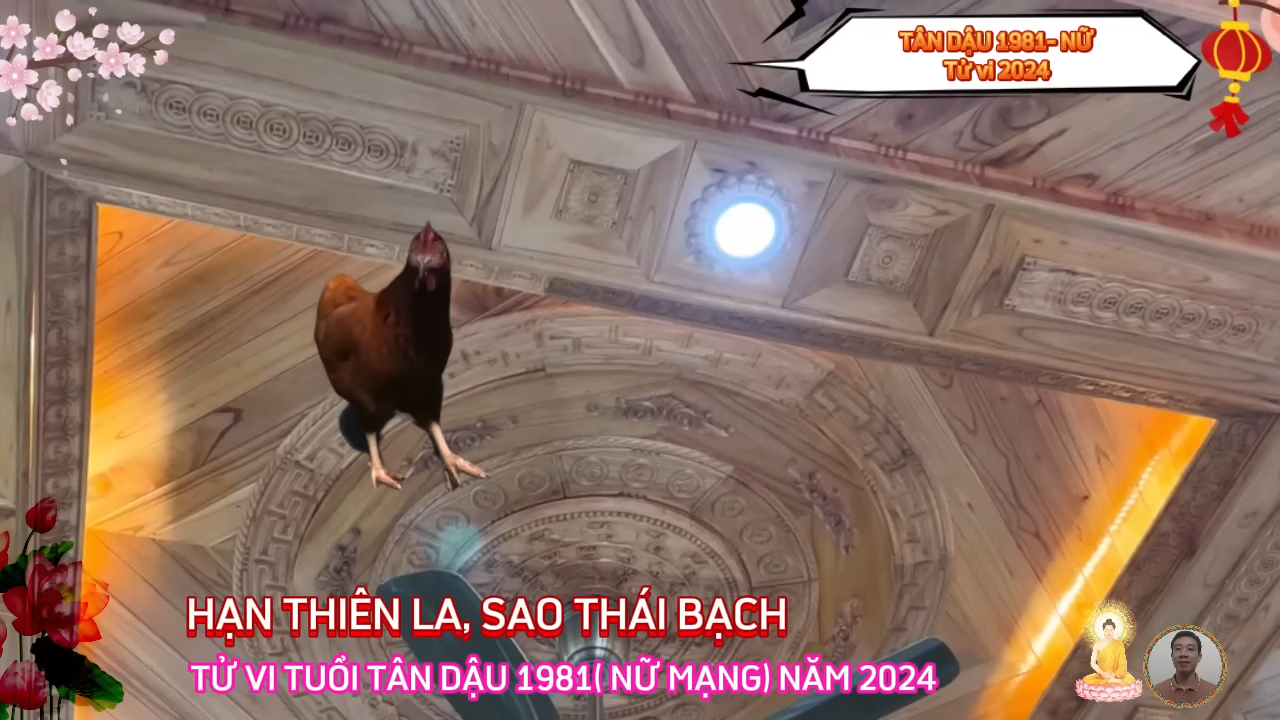 TÂN DẬU 1981- NỮ
Tử vi 2024
HẠN THIÊN LA, SAO THÁI BẠCH
TỬ VI TUỔI TÂN DẬU 1981( NỮ MẠNG) NĂM 2024